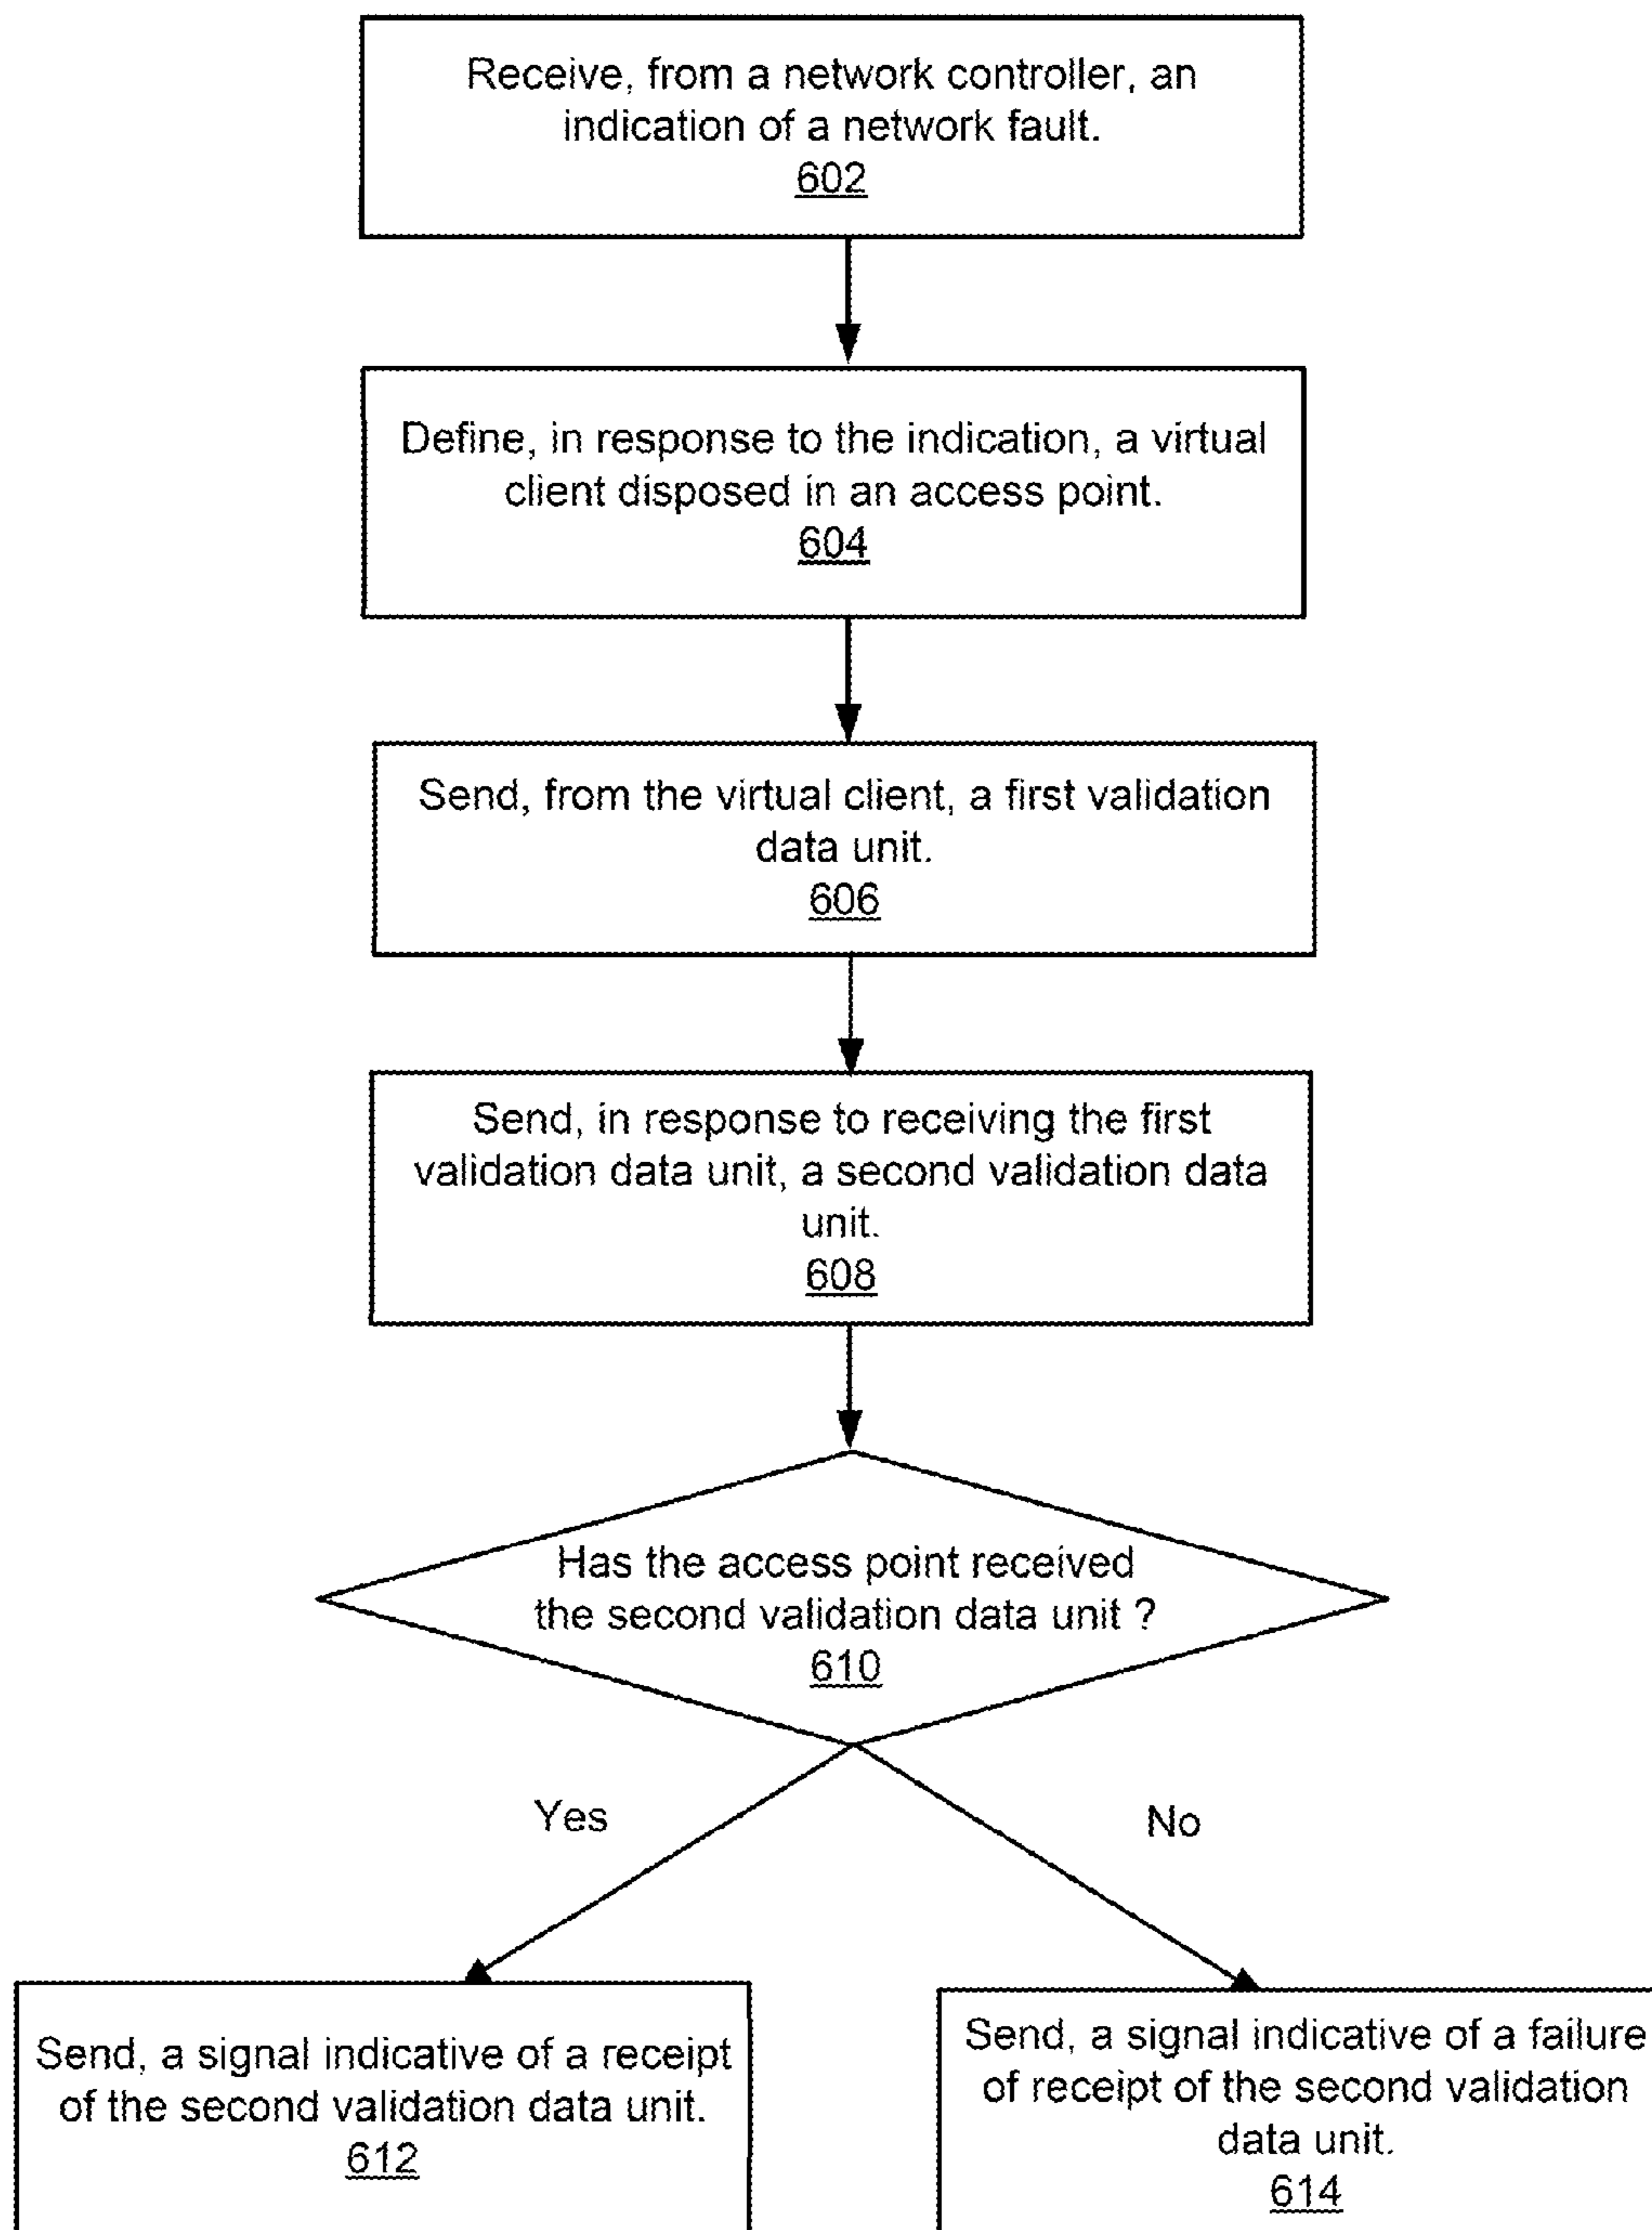 Receive, from a network controller, an
indication of a network fault.
602
Define, in response to the indication, a virtual
client disposed in an access point.
604
Send, from the virtual client, a first validation
data unit.
606
Send, in response to receiving the first
validation data unit, a second validation data
unit.
608
Has the access point received
the second validation data unit ?
610
Yes
No
Send, a signal indicative of a receipt
of the second validation data unit.
612
Send, a signal indicative of a failure
of receipt of the second validation
data unit.
614